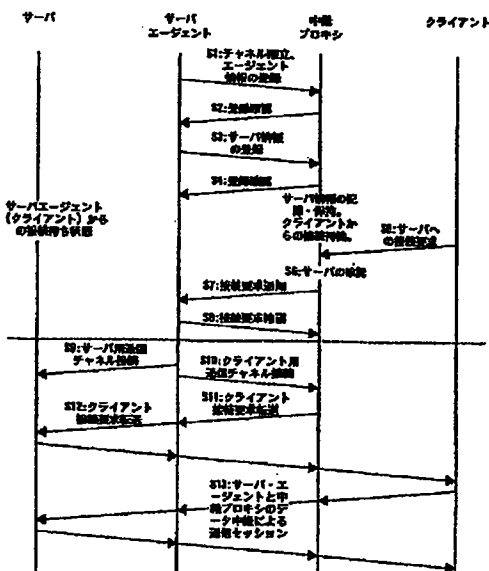 サーバ
サーバ
エージェント
中継
プロキシ
クライアント
S1:チャネル確立、
エージェント
情報の登録
S2:登録確認
S3:サーバ情報
の登録
S4:登録確認
サーバエージェント
(クライアント)から
の接続待ち状態
サーバ情報の記
憶・保持。
クライアントか
らの接続待機。
S5:サーバへ
の接続要求
S6:サーバの承認
S7:接続要求通知
S8:接続要求確認
S9:サーバ用通信
チャネル接続
S10:クライアント用
通信チャネル接続
S11:クライアント
接続要求転送
S12:クライアント
接続要求転送
S13:サーバ・エ
ージェントと中
継プロキシのデ
ータ中継による
通信セッション